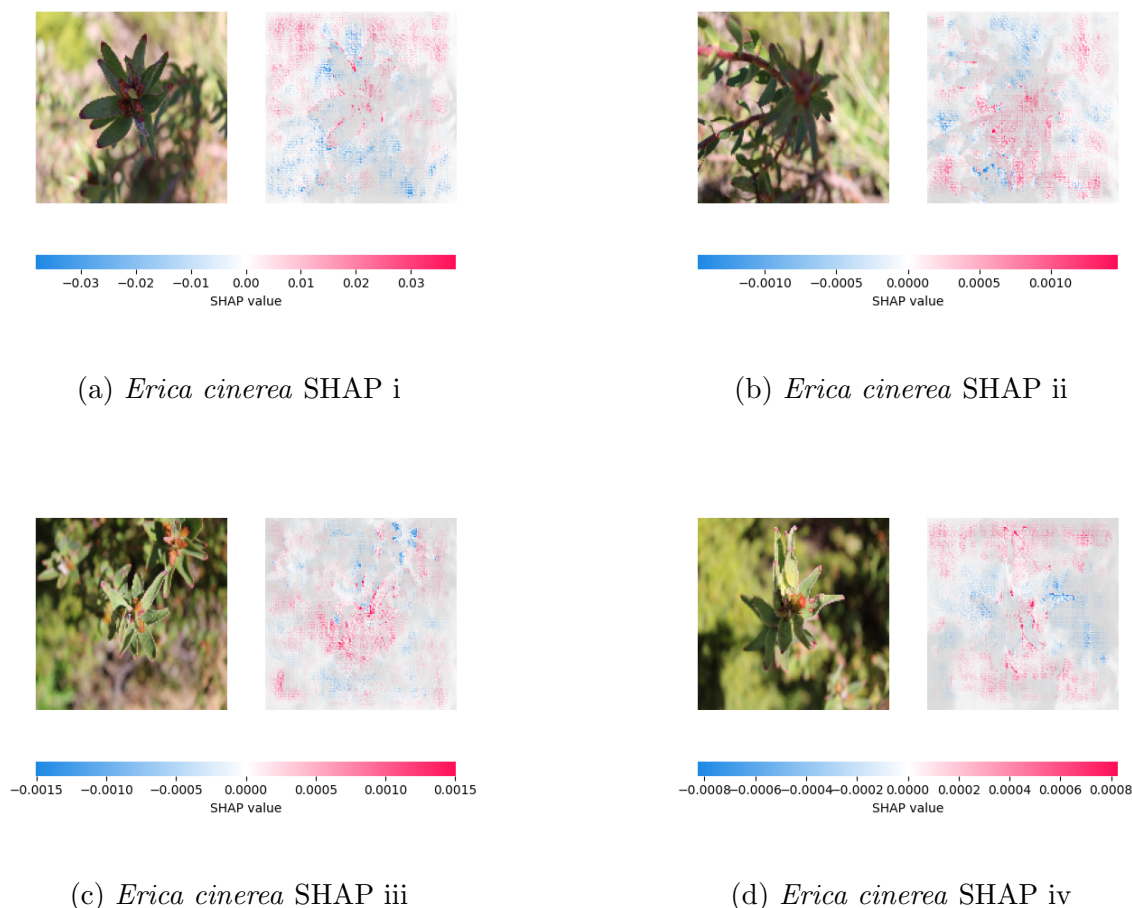 −0.03 −0.02 −0.01 0.00 0.01 0.02 0.03
SHAP value
−0.0010 −0.0005 0.0000 0.0005 0.0010
SHAP value
(a) Erica cinerea SHAP i
(b) Erica cinerea SHAP ii
−0.0015 −0.0010 −0.0005 0.0000 0.0005 0.0010 0.0015
SHAP value
−0.0008 −0.0006 −0.0004 −0.0002 0.0000 0.0002 0.0004 0.0006 0.0008
SHAP value
(c) Erica cinerea SHAP iii
(d) Erica cinerea SHAP iv